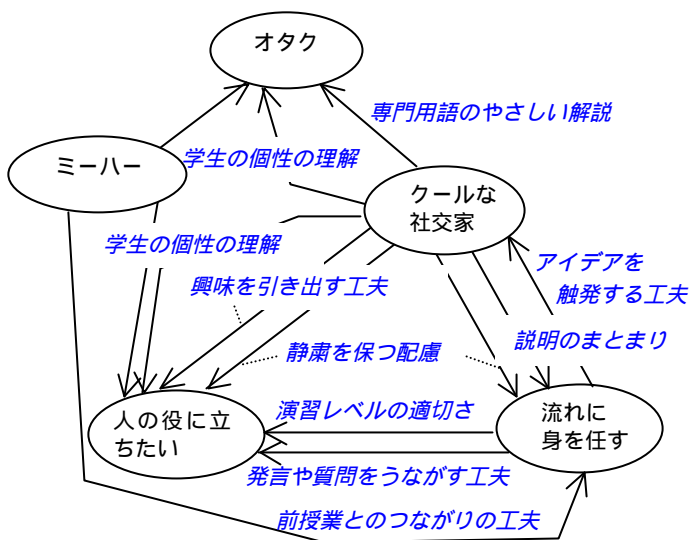 オタク
専門用語のやさしい解説
ミーハー
学生の個性の理解
クールな
社交家
学生の個性の理解
アイデアを
触発する工夫
興味を引き出す工夫
説明のまとまり
静粛を保つ配慮
演習レベルの適切さ
人の役に立
ちたい
流れに
身を任す
発言や質問をうながす工夫
前授業とのつながりの工夫